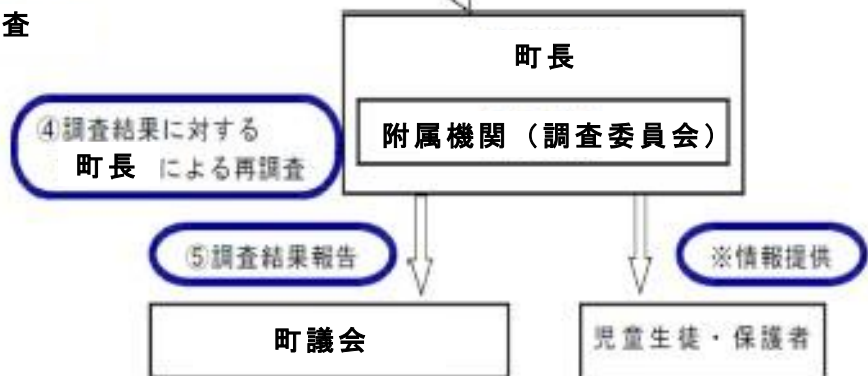 査
町長
④調査結果に対する
町長 による再調査
附属機関（調査委員会）
⑤調査結果報告
※情報提供
町議会
児童生徒・保護者